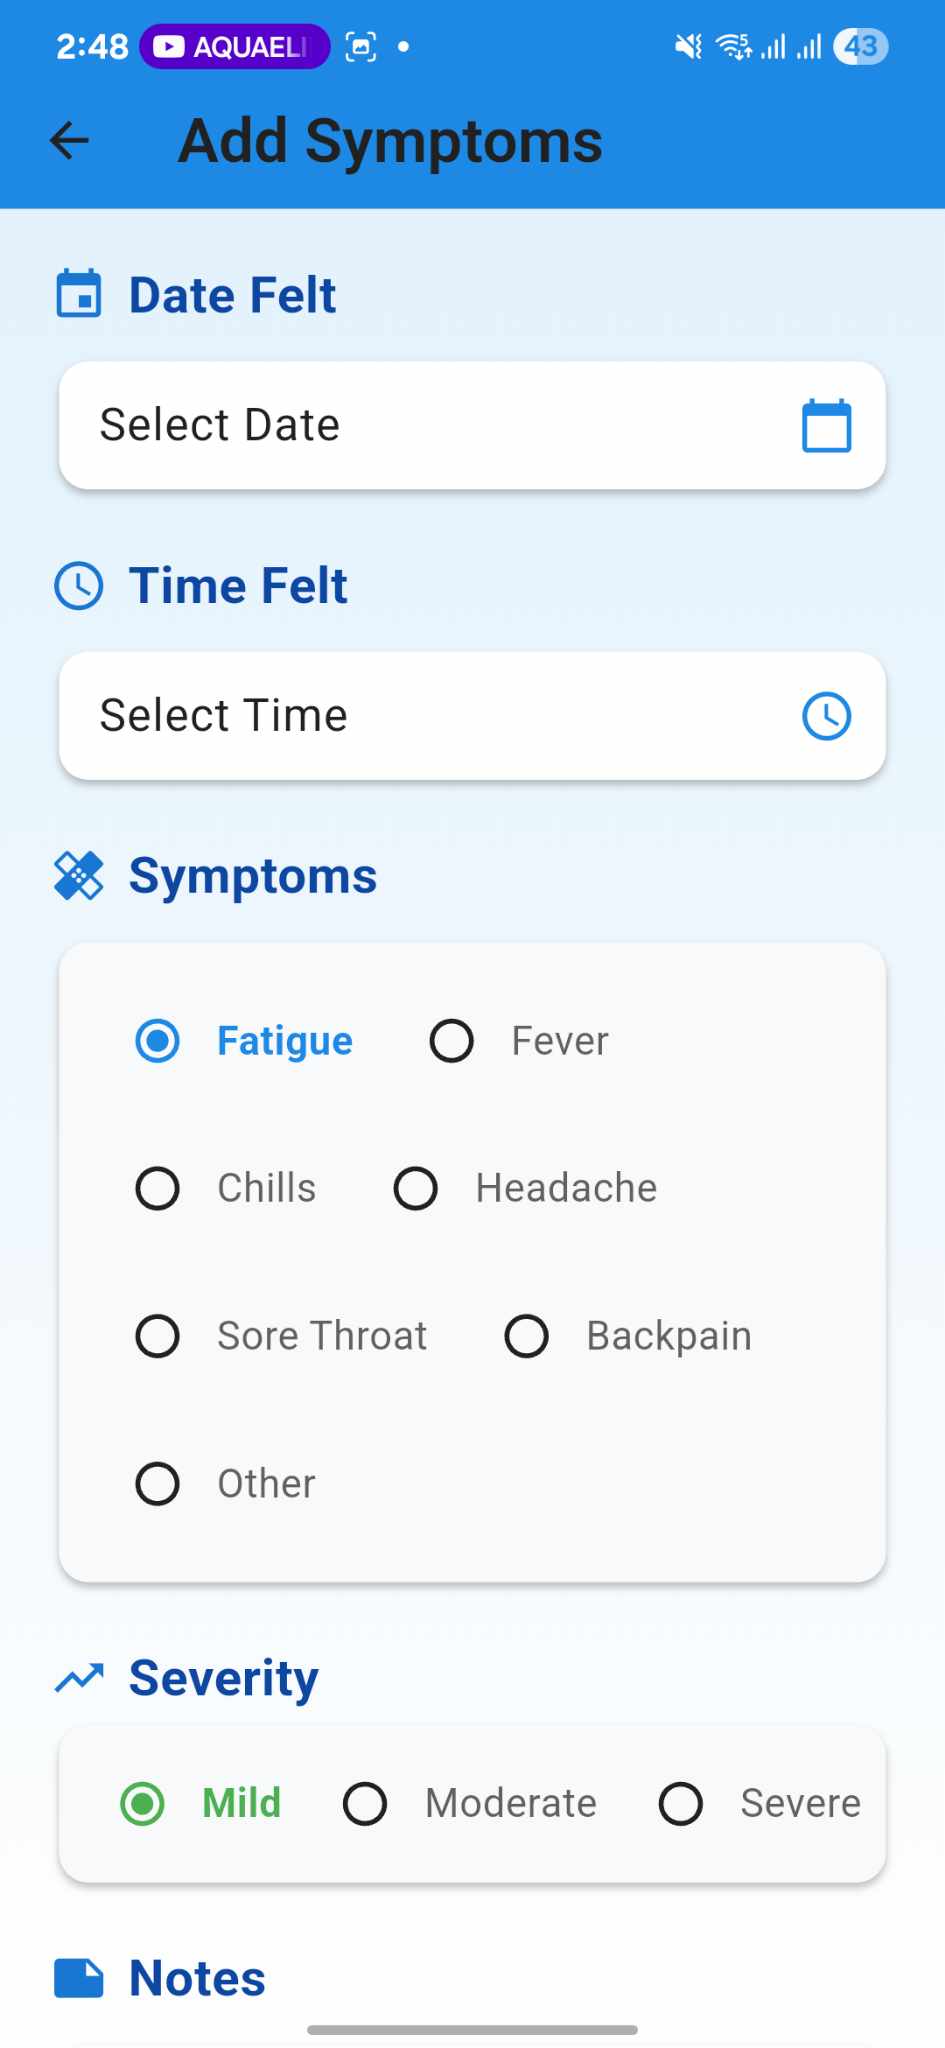 2:48 AQUAEL 43
Add Symptoms
Date Felt
Select Date
Time Felt
Select Time
Symptoms
Fatigue Fever
Chills Headache
Sore Throat Backpain
Other
Severity
Mild Moderate Severe
Notes